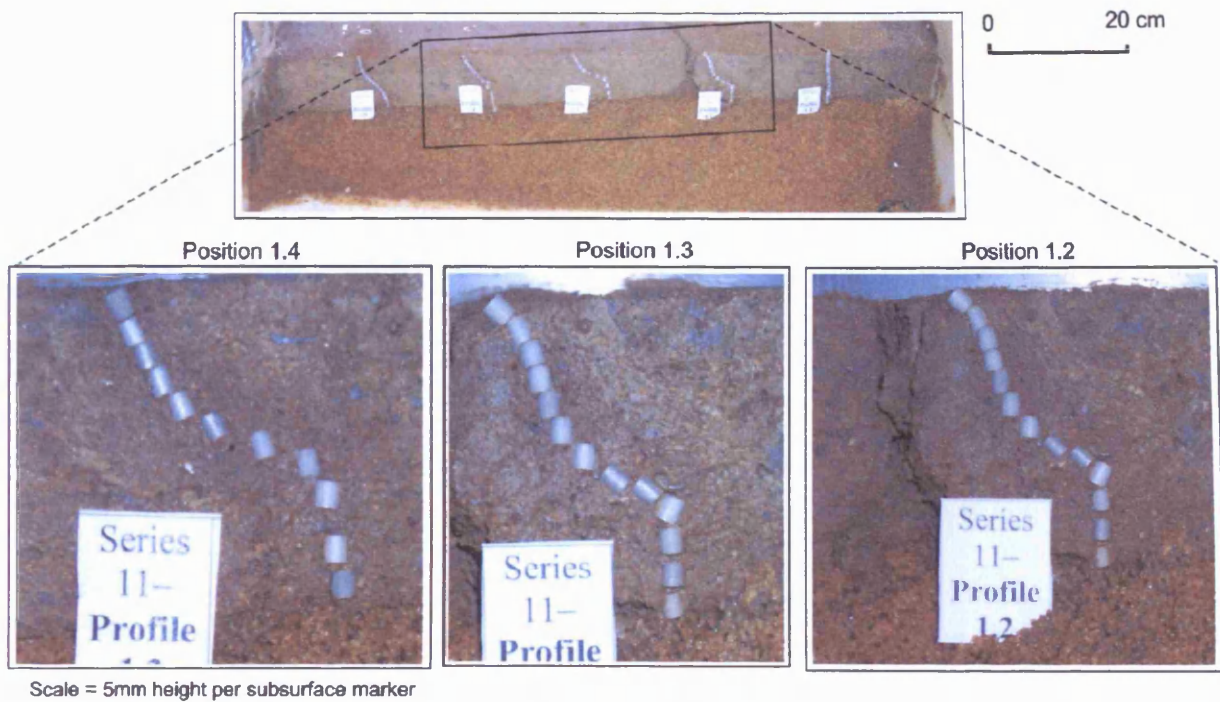 0 20 cm
Position 1.4
Position 1.3
Position 1.2
Series
11–
Profile
Series
11–
Profile
Series
11–
Profile
1.2
Scale = 5mm height per subsurface marker